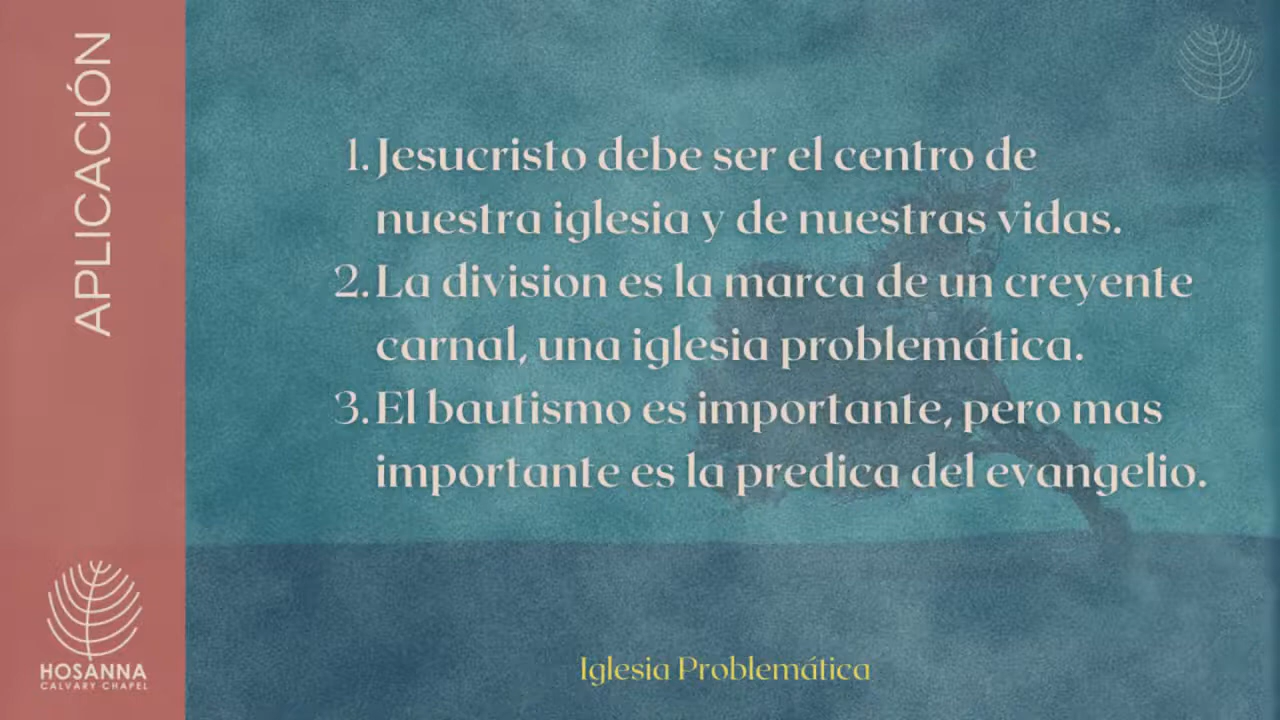 APLICACIÓN
1. Jesucristo debe ser el centro de
nuestra iglesia y de nuestras vidas.
2. La division es la marca de un creyente
carnal, una iglesia problemática.
3. El bautismo es importante, pero mas
importante es la predica del evangelio.
HOSANNA
CALVARY CHAPEL
Iglesia Problemática